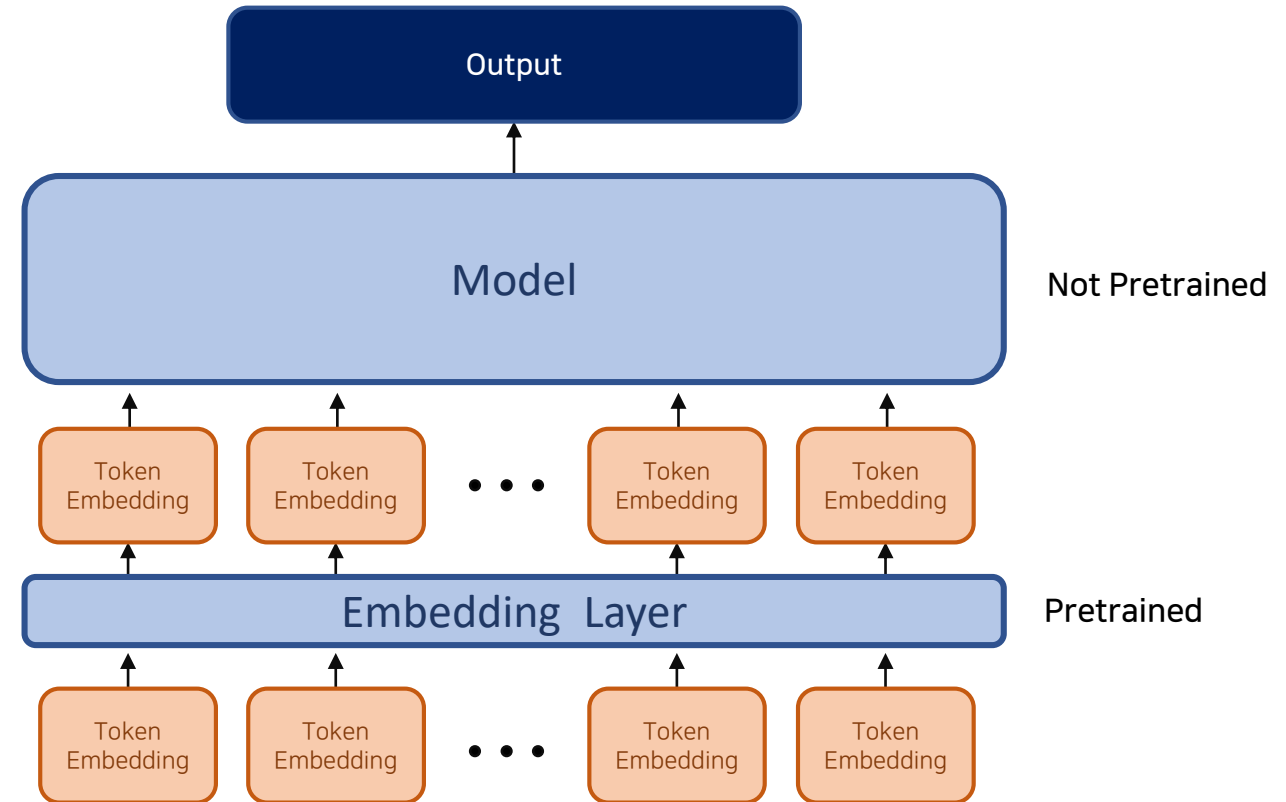 Output
Model
Not Pretrained
Token
Embedding
Token
Embedding
Token
Embedding
Token
Embedding
Embedding Layer
Pretrained
Token
Embedding
Token
Embedding
Token
Embedding
Token
Embedding